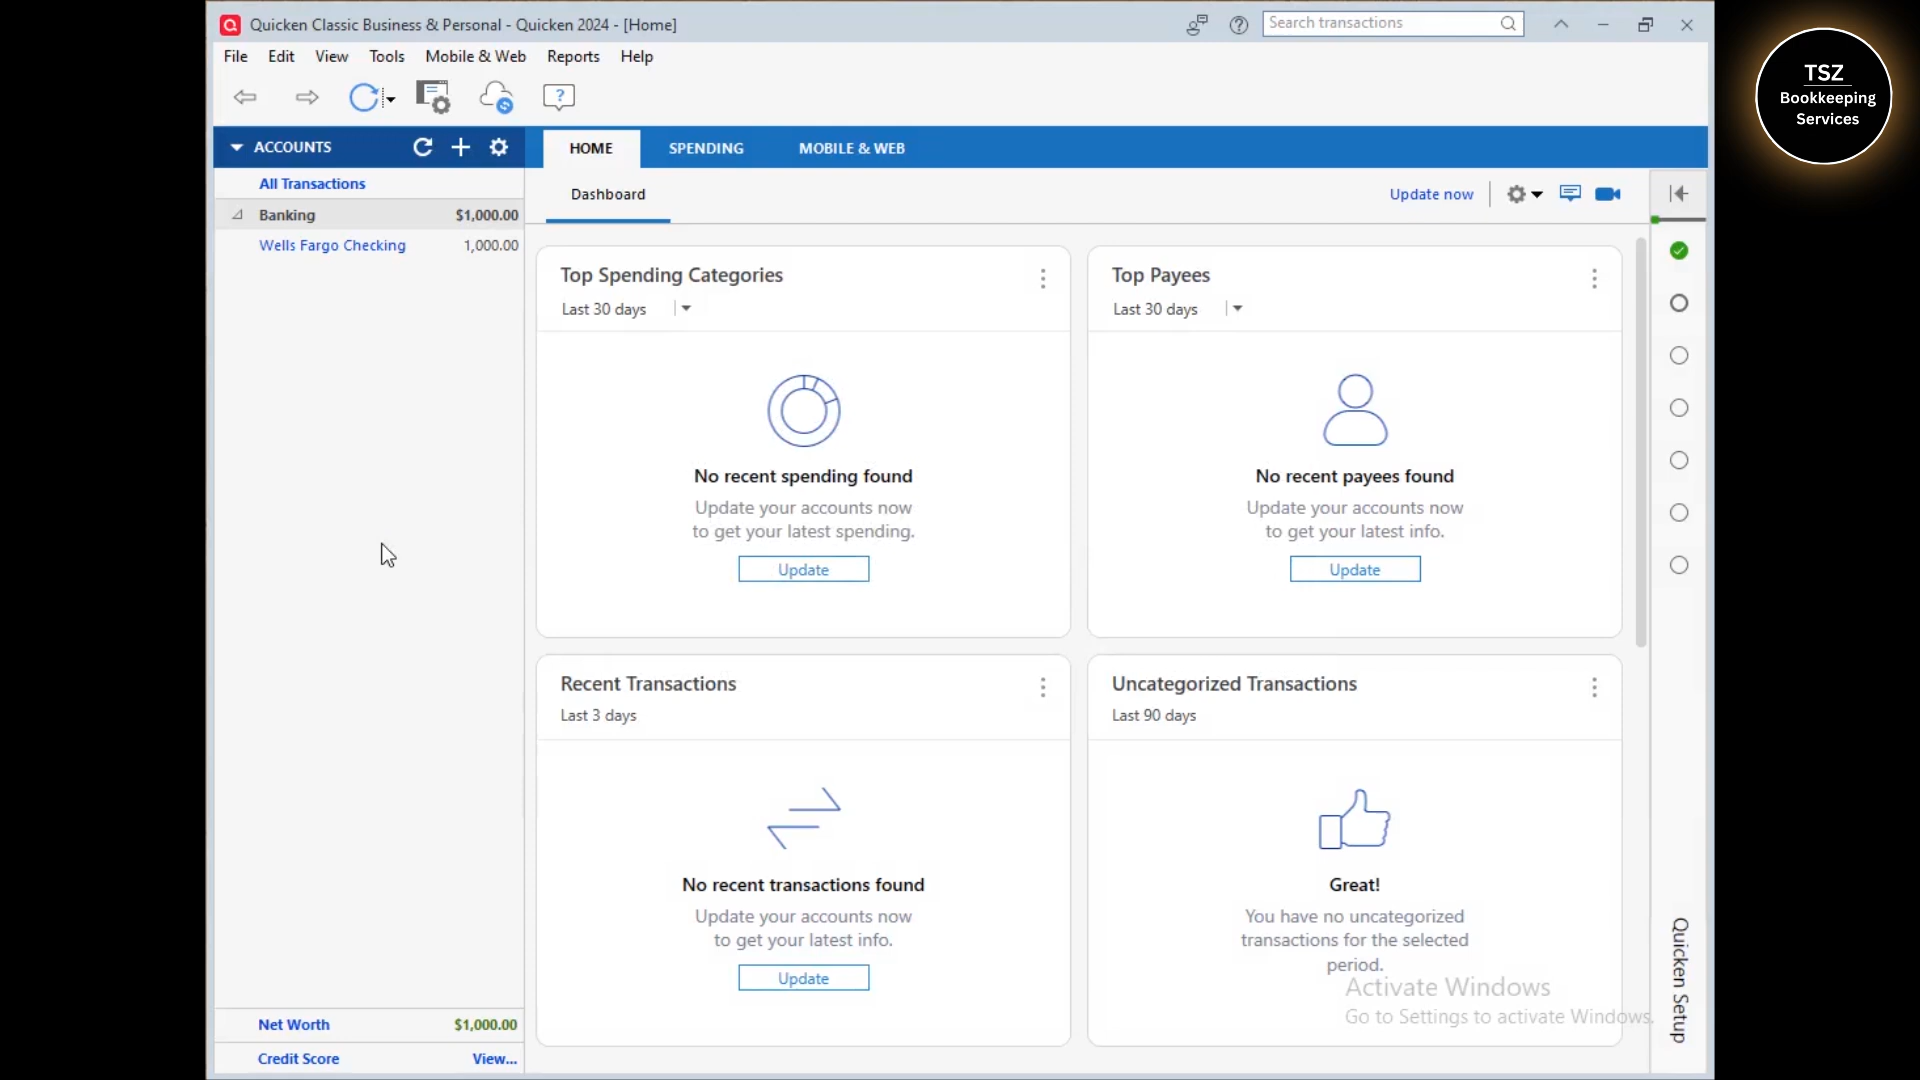 Quicken Classic Business & Personal - Quicken 2024 - [Home]
Search transactions
TSZ
Bookkeeping
Services
File Edit View Tools Mobile & Web Reports Help
ACCOUNTS
HOME SPENDING MOBILE & WEB
All Transactions
Dashboard
Update now
Banking $1,000.00
Wells Fargo Checking 1,000.00
Top Spending Categories
Last 30 days
No recent spending found
Update your accounts now
to get your latest spending.
Update
Top Payees
Last 30 days
No recent payees found
Update your accounts now
to get your latest info.
Update
Recent Transactions
Last 3 days
No recent transactions found
Update your accounts now
to get your latest info.
Update
Uncategorized Transactions
Last 90 days
Great!
You have no uncategorized
transactions for the selected
period.
Activate Windows
Go to Settings to activate Windows.
Quicken Setup
Net Worth $1,000.00
Credit Score View...